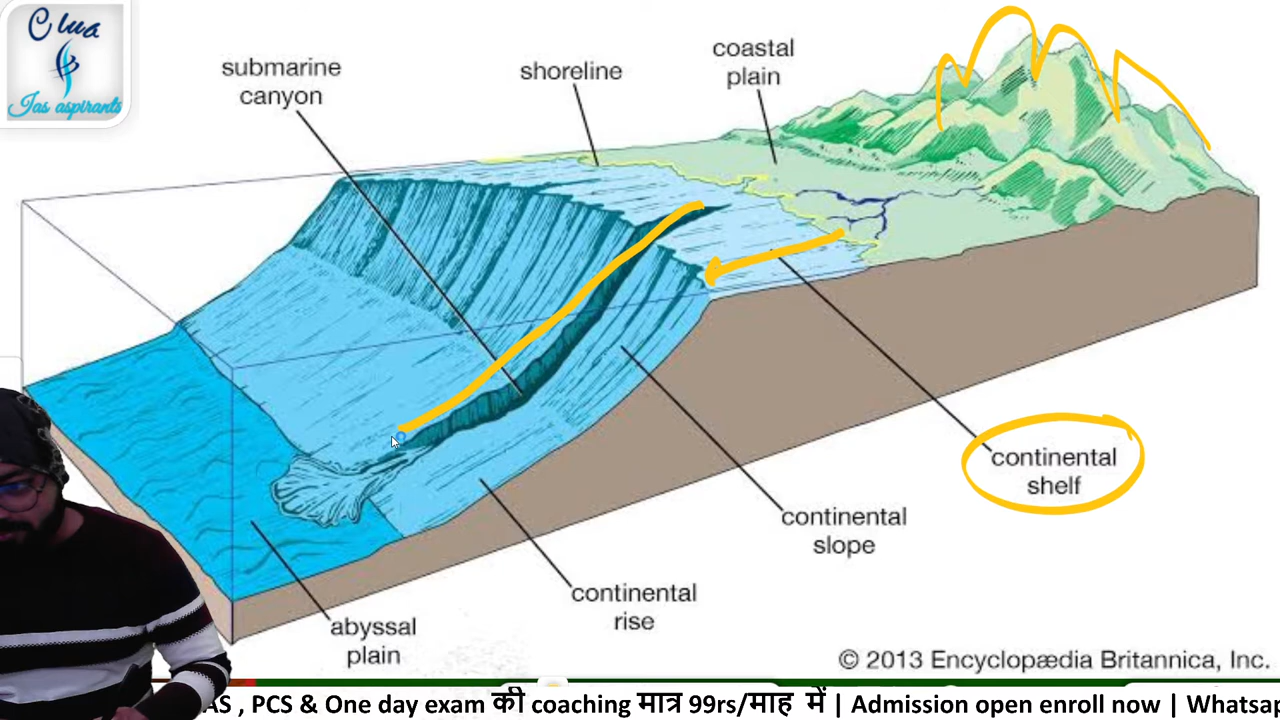 Clua
Ias aspirants
submarine
canyon
shoreline
coastal
plain
continental
shelf
continental
slope
continental
rise
abyssal
plain
© 2013 Encyclopædia Britannica, Inc.
AS , PCS & One day exam की coaching मात्र 99rs/माह में | Admission open enroll now | Whatsap